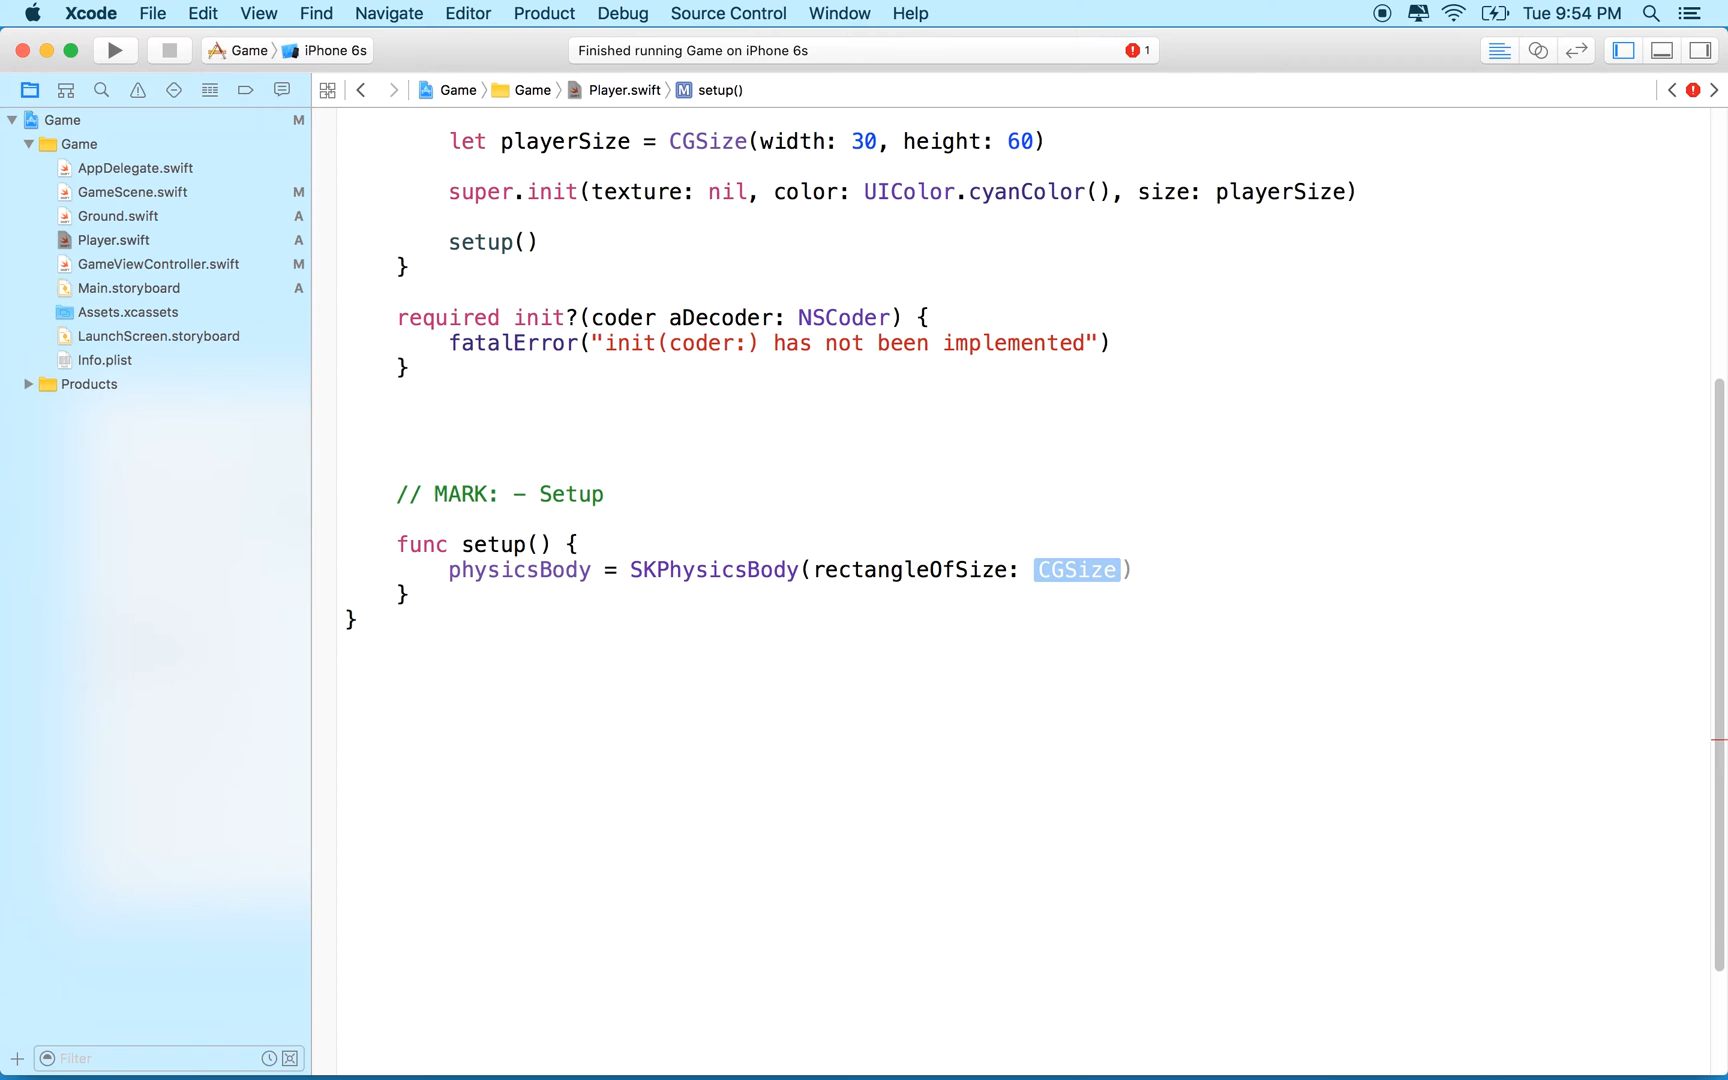 Xcode File Edit View Find Navigate Editor Product Debug Source Control Window Help Tue 9:54 PM
Game iPhone 6s Finished running Game on iPhone 6s 1
Game Game Player.swift M setup()
Game M
Game
AppDelegate.swift
GameScene.swift M
Ground.swift A
Player.swift A
GameViewController.swift M
Main.storyboard A
Assets.xcassets
LaunchScreen.storyboard
Info.plist
Products
Filter
let playerSize = CGSize(width: 30, height: 60)
super.init(texture: nil, color: UIColor.cyanColor(), size: playerSize)
setup()
}
required init?(coder aDecoder: NSCoder) {
fatalError("init(coder:) has not been implemented")
}
// MARK: - Setup
func setup() {
physicsBody = SKPhysicsBody(rectangleOfSize: CGSize)
}
}